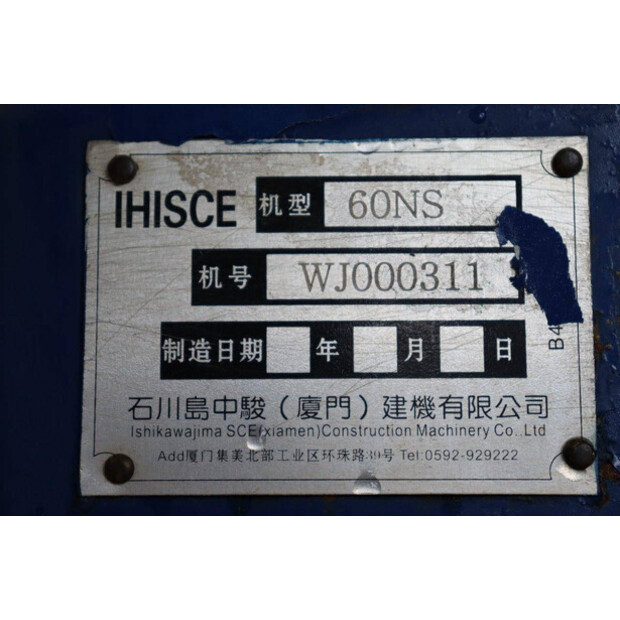 IHISCE 机型 60NS
机号 WJ000311
制造日期 年 月 日
石川島中駿（廈門）建機有限公司
Ishikawajima SCE(xiamen)Construction Machinery Co.,Ltd
Add厦门集美北部工业区环珠路39号 Tel:0592-929222
B4